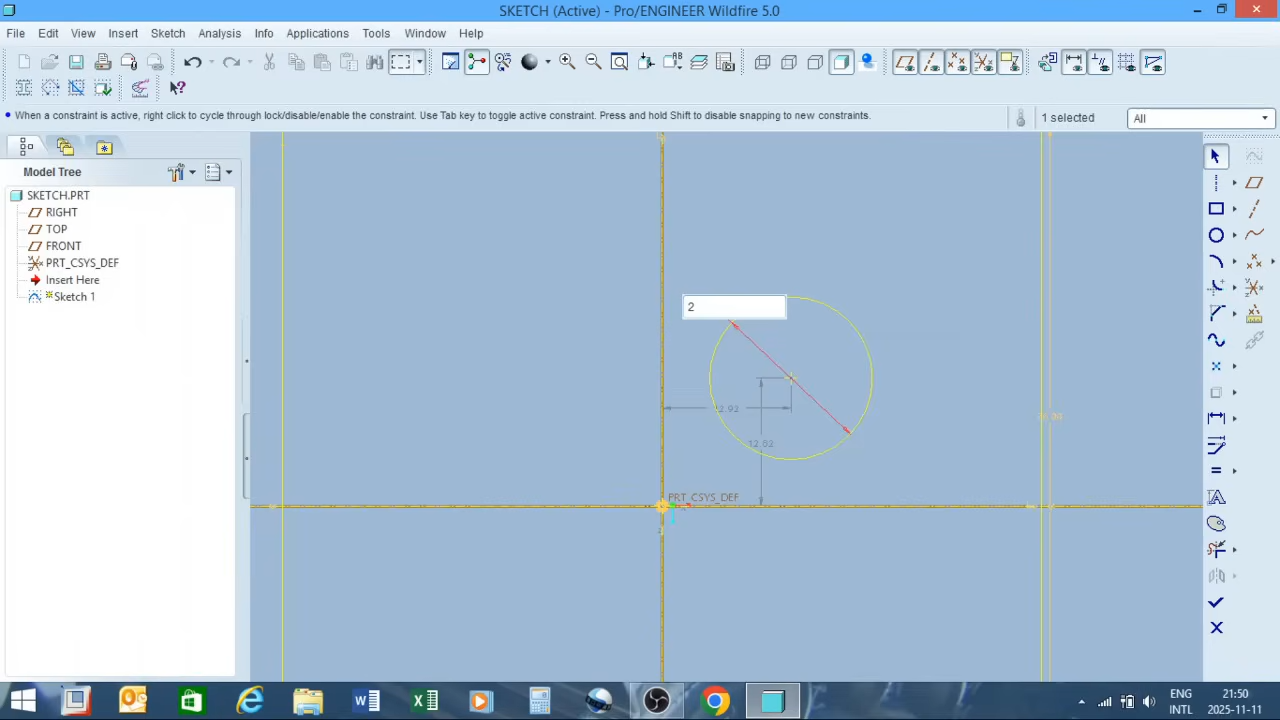 SKETCH (Active) - Pro/ENGINEER Wildfire 5.0
File Edit View Insert Sketch Analysis Info Applications Tools Window Help
When a constraint is active, right click to cycle through lock/disable/enable the constraint. Use Tab key to toggle active constraint. Press and hold Shift to disable snapping to new constraints.
1 selected
All
Model Tree
SKETCH.PRT
RIGHT
TOP
FRONT
PRT_CSYS_DEF
Insert Here
Sketch 1
2
12.62
PRT_CSYS_DEF
ENG
INTL
21:50
2025-11-11